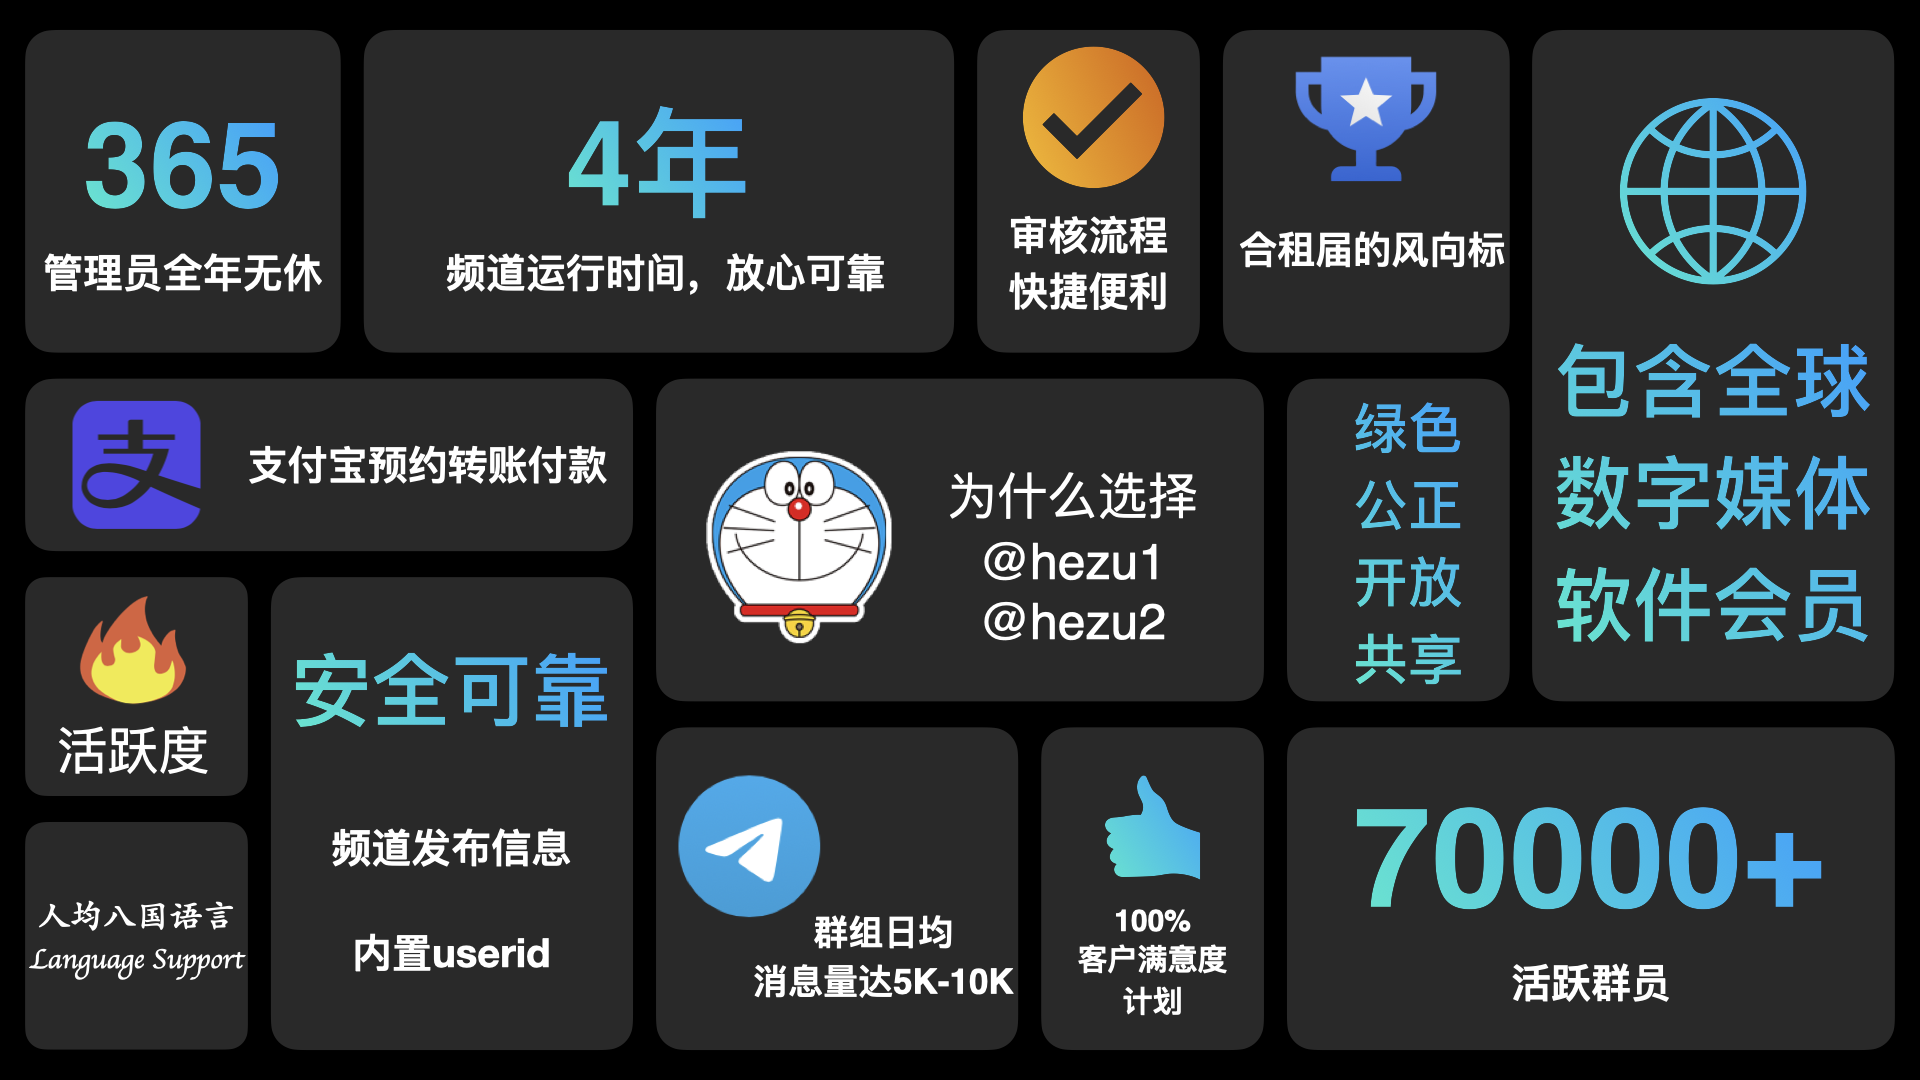 365
管理员全年无休
4年
频道运行时间，放心可靠
审核流程
快捷便利
合租届的风向标
包含全球
数字媒体
软件会员
支
支付宝预约转账付款
为什么选择
@hezu1
@hezu2
绿色
公正
开放
共享
活跃度
安全可靠
频道发布信息
内置userid
人均八国语言
Language Support
群组日均
消息量达5K-10K
100%
客户满意度
计划
70000+
活跃群员